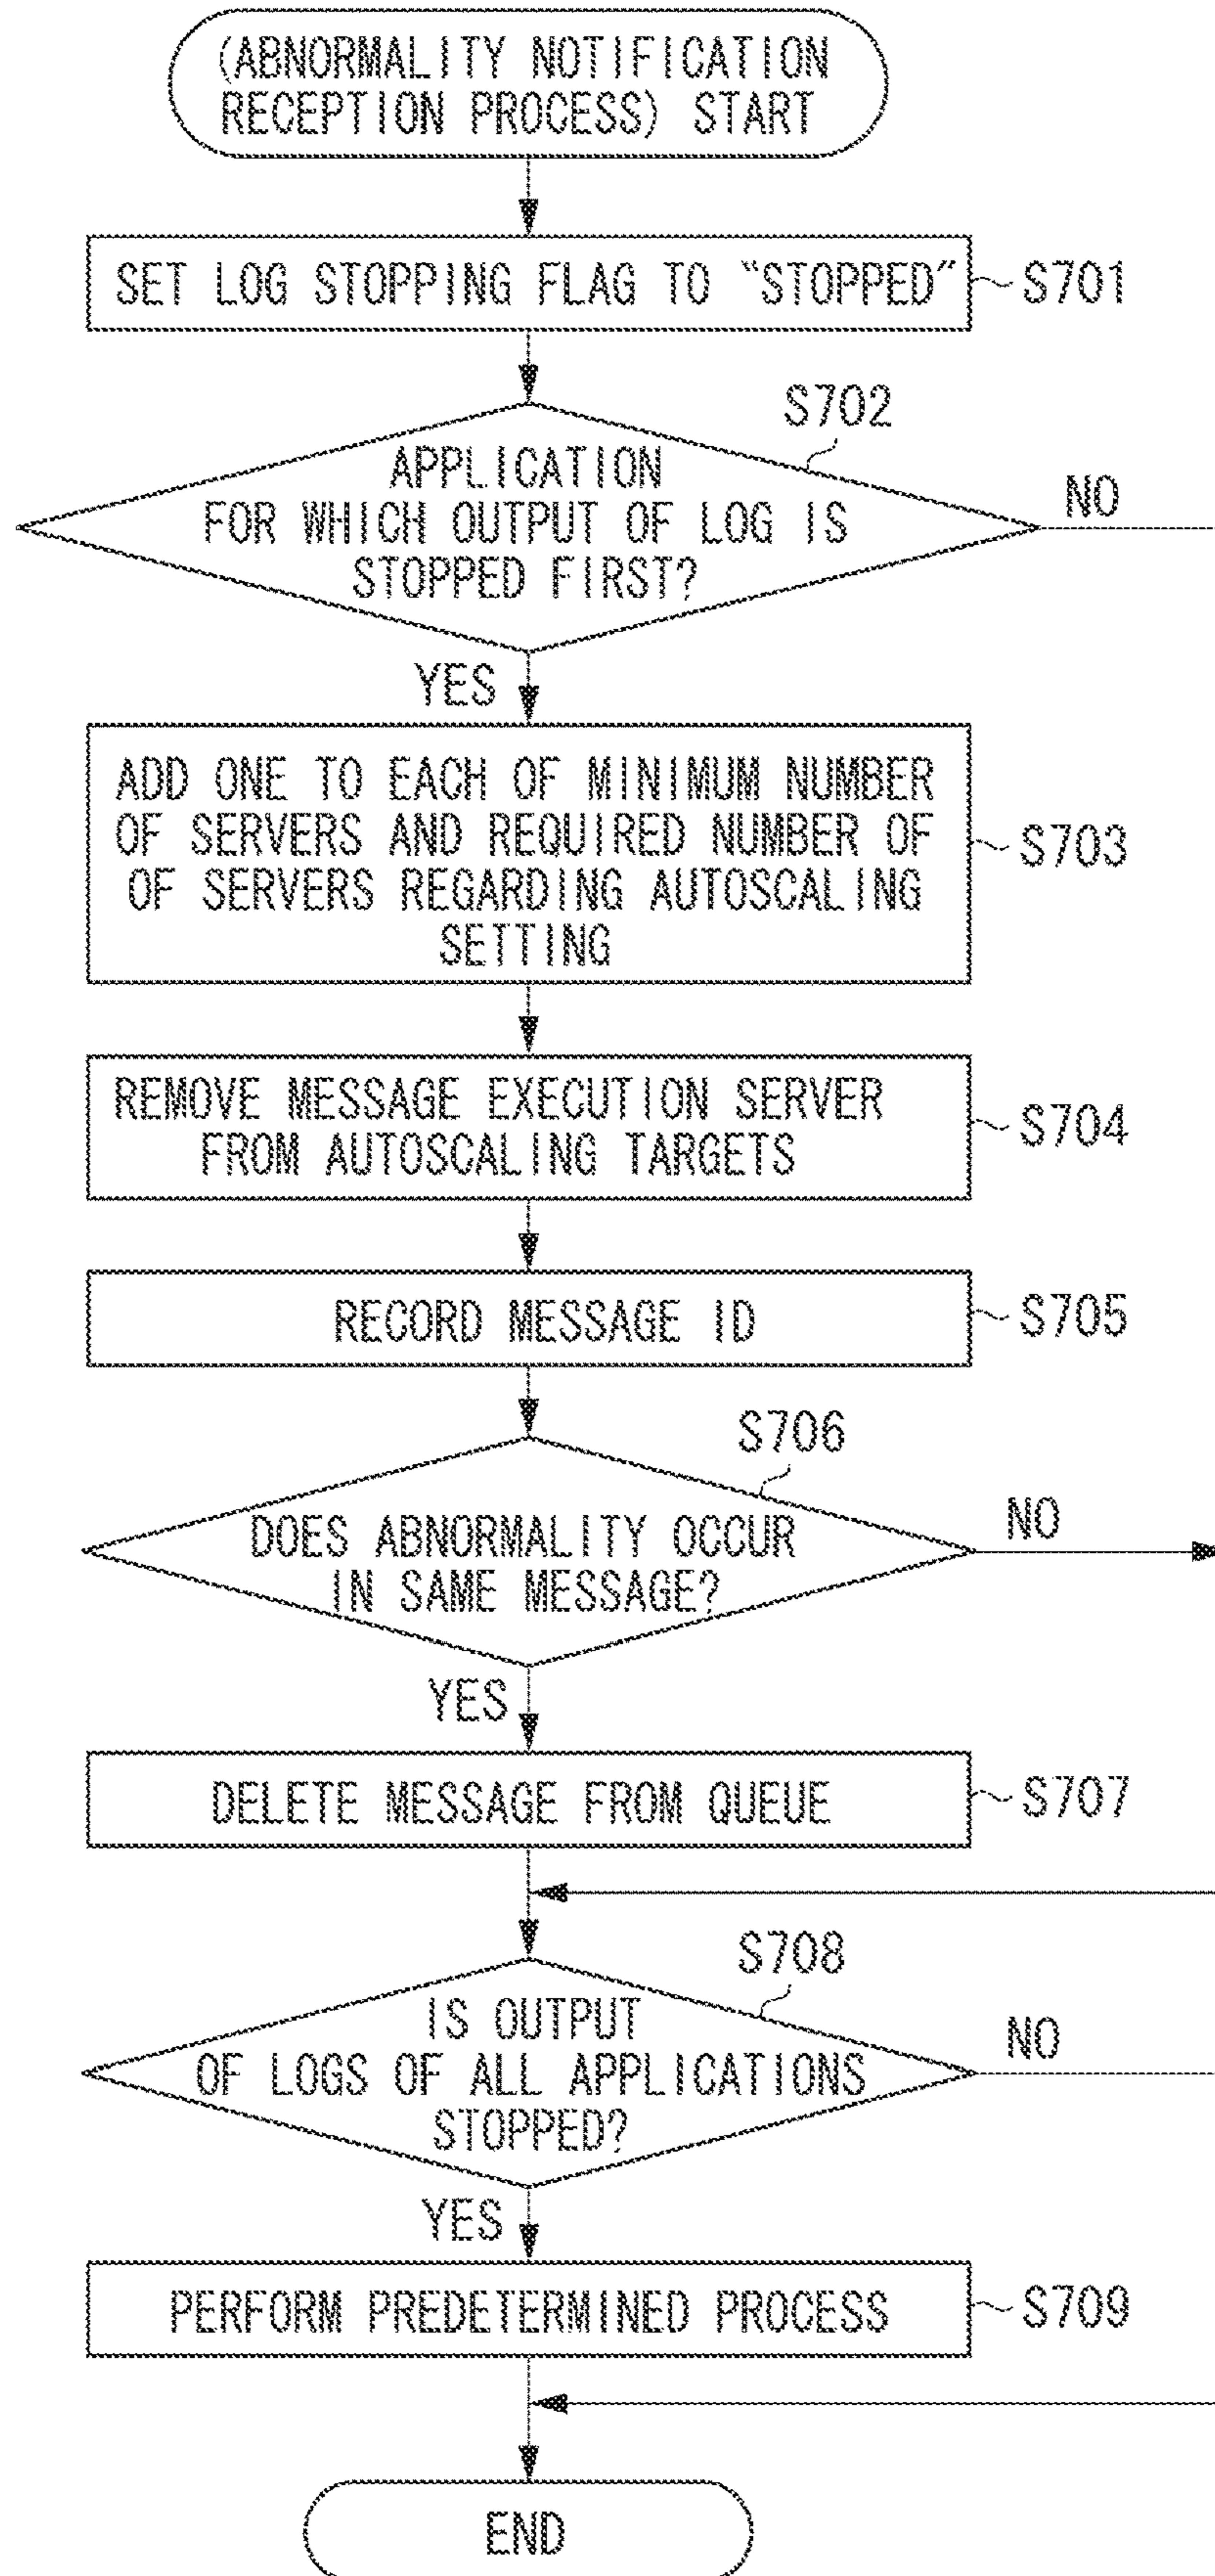 (ABNORMALITY NOTIFICATION
RECEPTION PROCESS) START
SET LOG STOPPING FLAG TO “STOPPED”
S701
S702
APPLICATION
FOR WHICH OUTPUT OF LOG IS
STOPPED FIRST?
NO
YES
ADD ONE TO EACH OF MINIMUM NUMBER
OF SERVERS AND REQUIRED NUMBER OF
OF SERVERS REGARDING AUTOSCALING
SETTING
S703
REMOVE MESSAGE EXECUTION SERVER
FROM AUTOSCALING TARGETS
S704
RECORD MESSAGE ID
S705
S706
DOES ABNORMALITY OCCUR
IN SAME MESSAGE?
NO
YES
DELETE MESSAGE FROM QUEUE
S707
S708
IS OUTPUT
OF LOGS OF ALL APPLICATIONS
STOPPED?
NO
YES
PERFORM PREDETERMINED PROCESS
S709
END